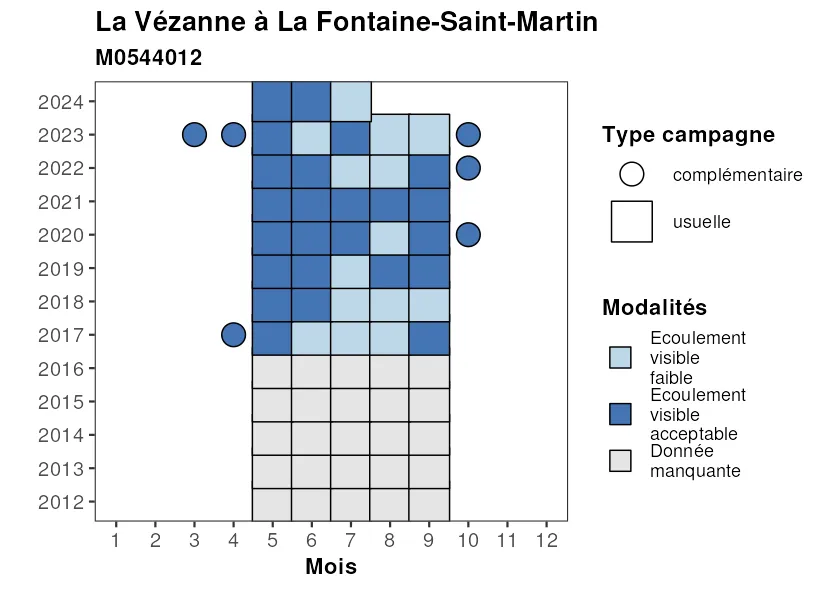 La Vézanne à La Fontaine-Saint-Martin
M0544012
2024
2023
2022
2021
2020
2019
2018
2017
2016
2015
2014
2013
2012
1 2 3 4 5 6 7 8 9 10 11 12
Mois
Type campagne
complémentaire
usuelle
Modalités
Ecoulement
visible
faible
Ecoulement
visible
acceptable
Donnée
manquante